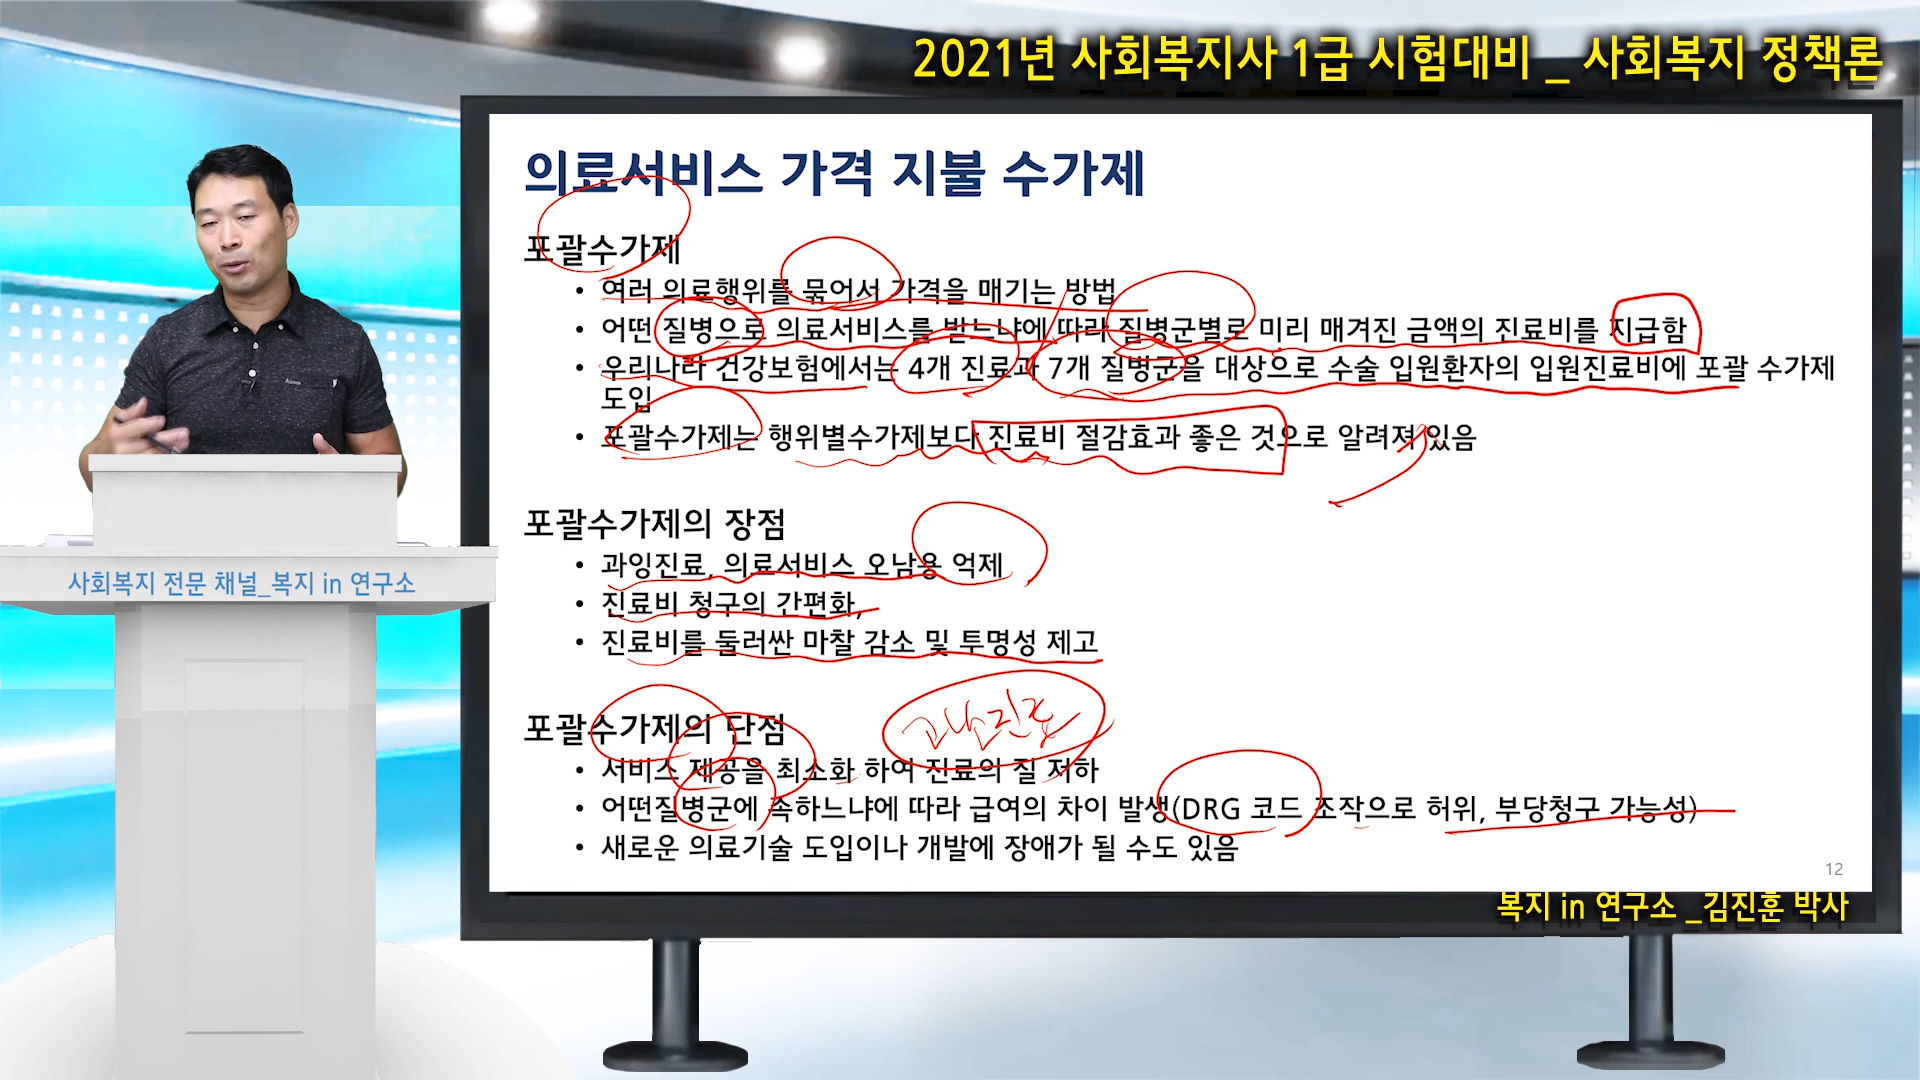 2021년 사회복지사 1급 시험대비 _ 사회복지 정책론
의료서비스 가격 지불 수가제
포괄수가제
• 여러 의료행위를 묶어서 가격을 매기는 방법
• 어떤 질병으로 의료서비스를 받느냐에 따라 질병군별로 미리 매겨진 금액의 진료비를 지급함
• 우리나라 건강보험에서는 4개 진료과 7개 질병군을 대상으로 수술 입원환자의 입원진료비에 포괄 수가제
도입
• 포괄수가제는 행위별수가제보다 진료비 절감효과 좋은 것으로 알려져 있음
포괄수가제의 장점
• 과잉진료, 의료서비스 오남용 억제
• 진료비 청구의 간편화,
• 진료비를 둘러싼 마찰 감소 및 투명성 제고
포괄수가제의 단점
• 서비스 제공을 최소화 하여 진료의 질 저하
• 어떤질병군에 속하느냐에 따라 급여의 차이 발생(DRG 코드 조작으로 허위, 부당청구 가능성)
• 새로운 의료기술 도입이나 개발에 장애가 될 수도 있음
12
복지 in 연구소 _김진훈 박사
사회복지 전문 채널_복지 in 연구소